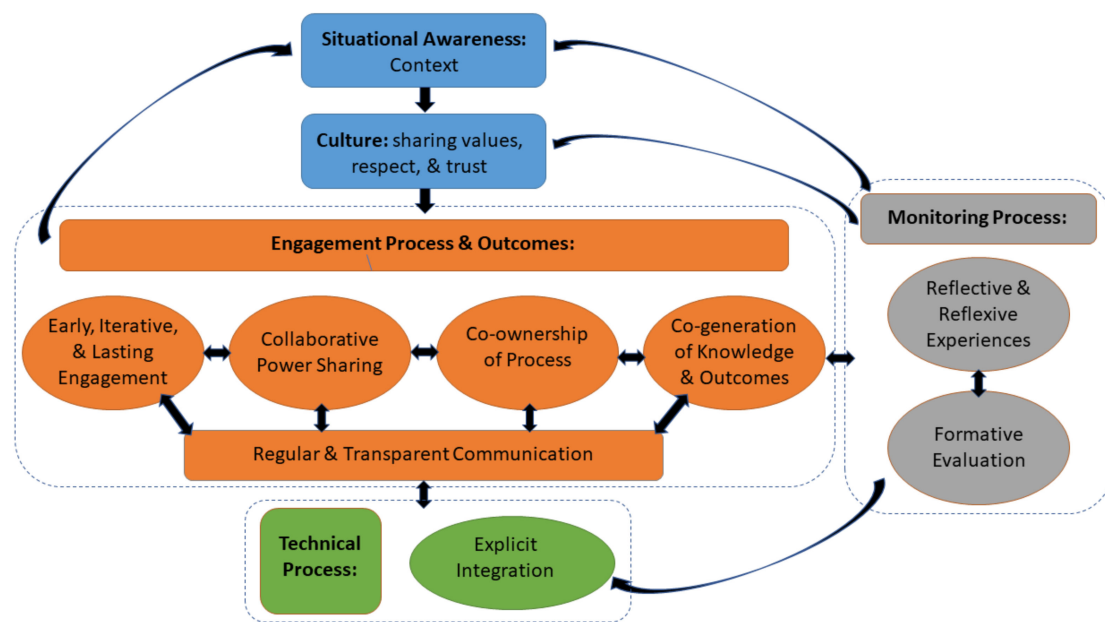 Situational Awareness:
Context
Culture: sharing values,
respect, & trust
Monitoring Process:
Engagement Process & Outcomes:
Reflective &
Reflexive
Experiences
Early, Iterative,
& Lasting
Engagement
Collaborative
Power Sharing
Co-ownership
of Process
Co-generation
of Knowledge
& Outcomes
Formative
Evaluation
Regular & Transparent Communication
Technical
Process:
Explicit
Integration